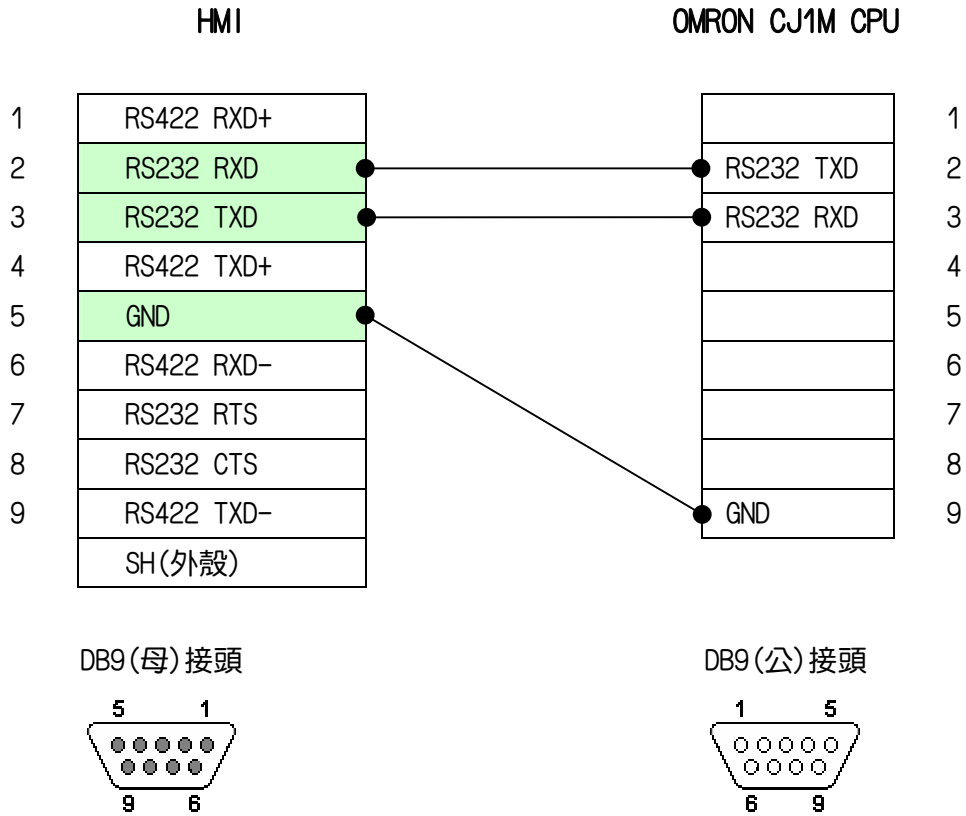 HMI OMRON CJ1M CPU
1 RS422 RXD+ 1
2 RS232 RXD RS232 TXD 2
3 RS232 TXD RS232 RXD 3
4 RS422 TXD+ 4
5 GND 5
6 RS422 RXD- 6
7 RS232 RTS 7
8 RS232 CTS 8
9 RS422 TXD- GND 9
SH(外殼)
DB9(母)接頭 DB9(公)接頭
5 1 1 5
9 6 6 9